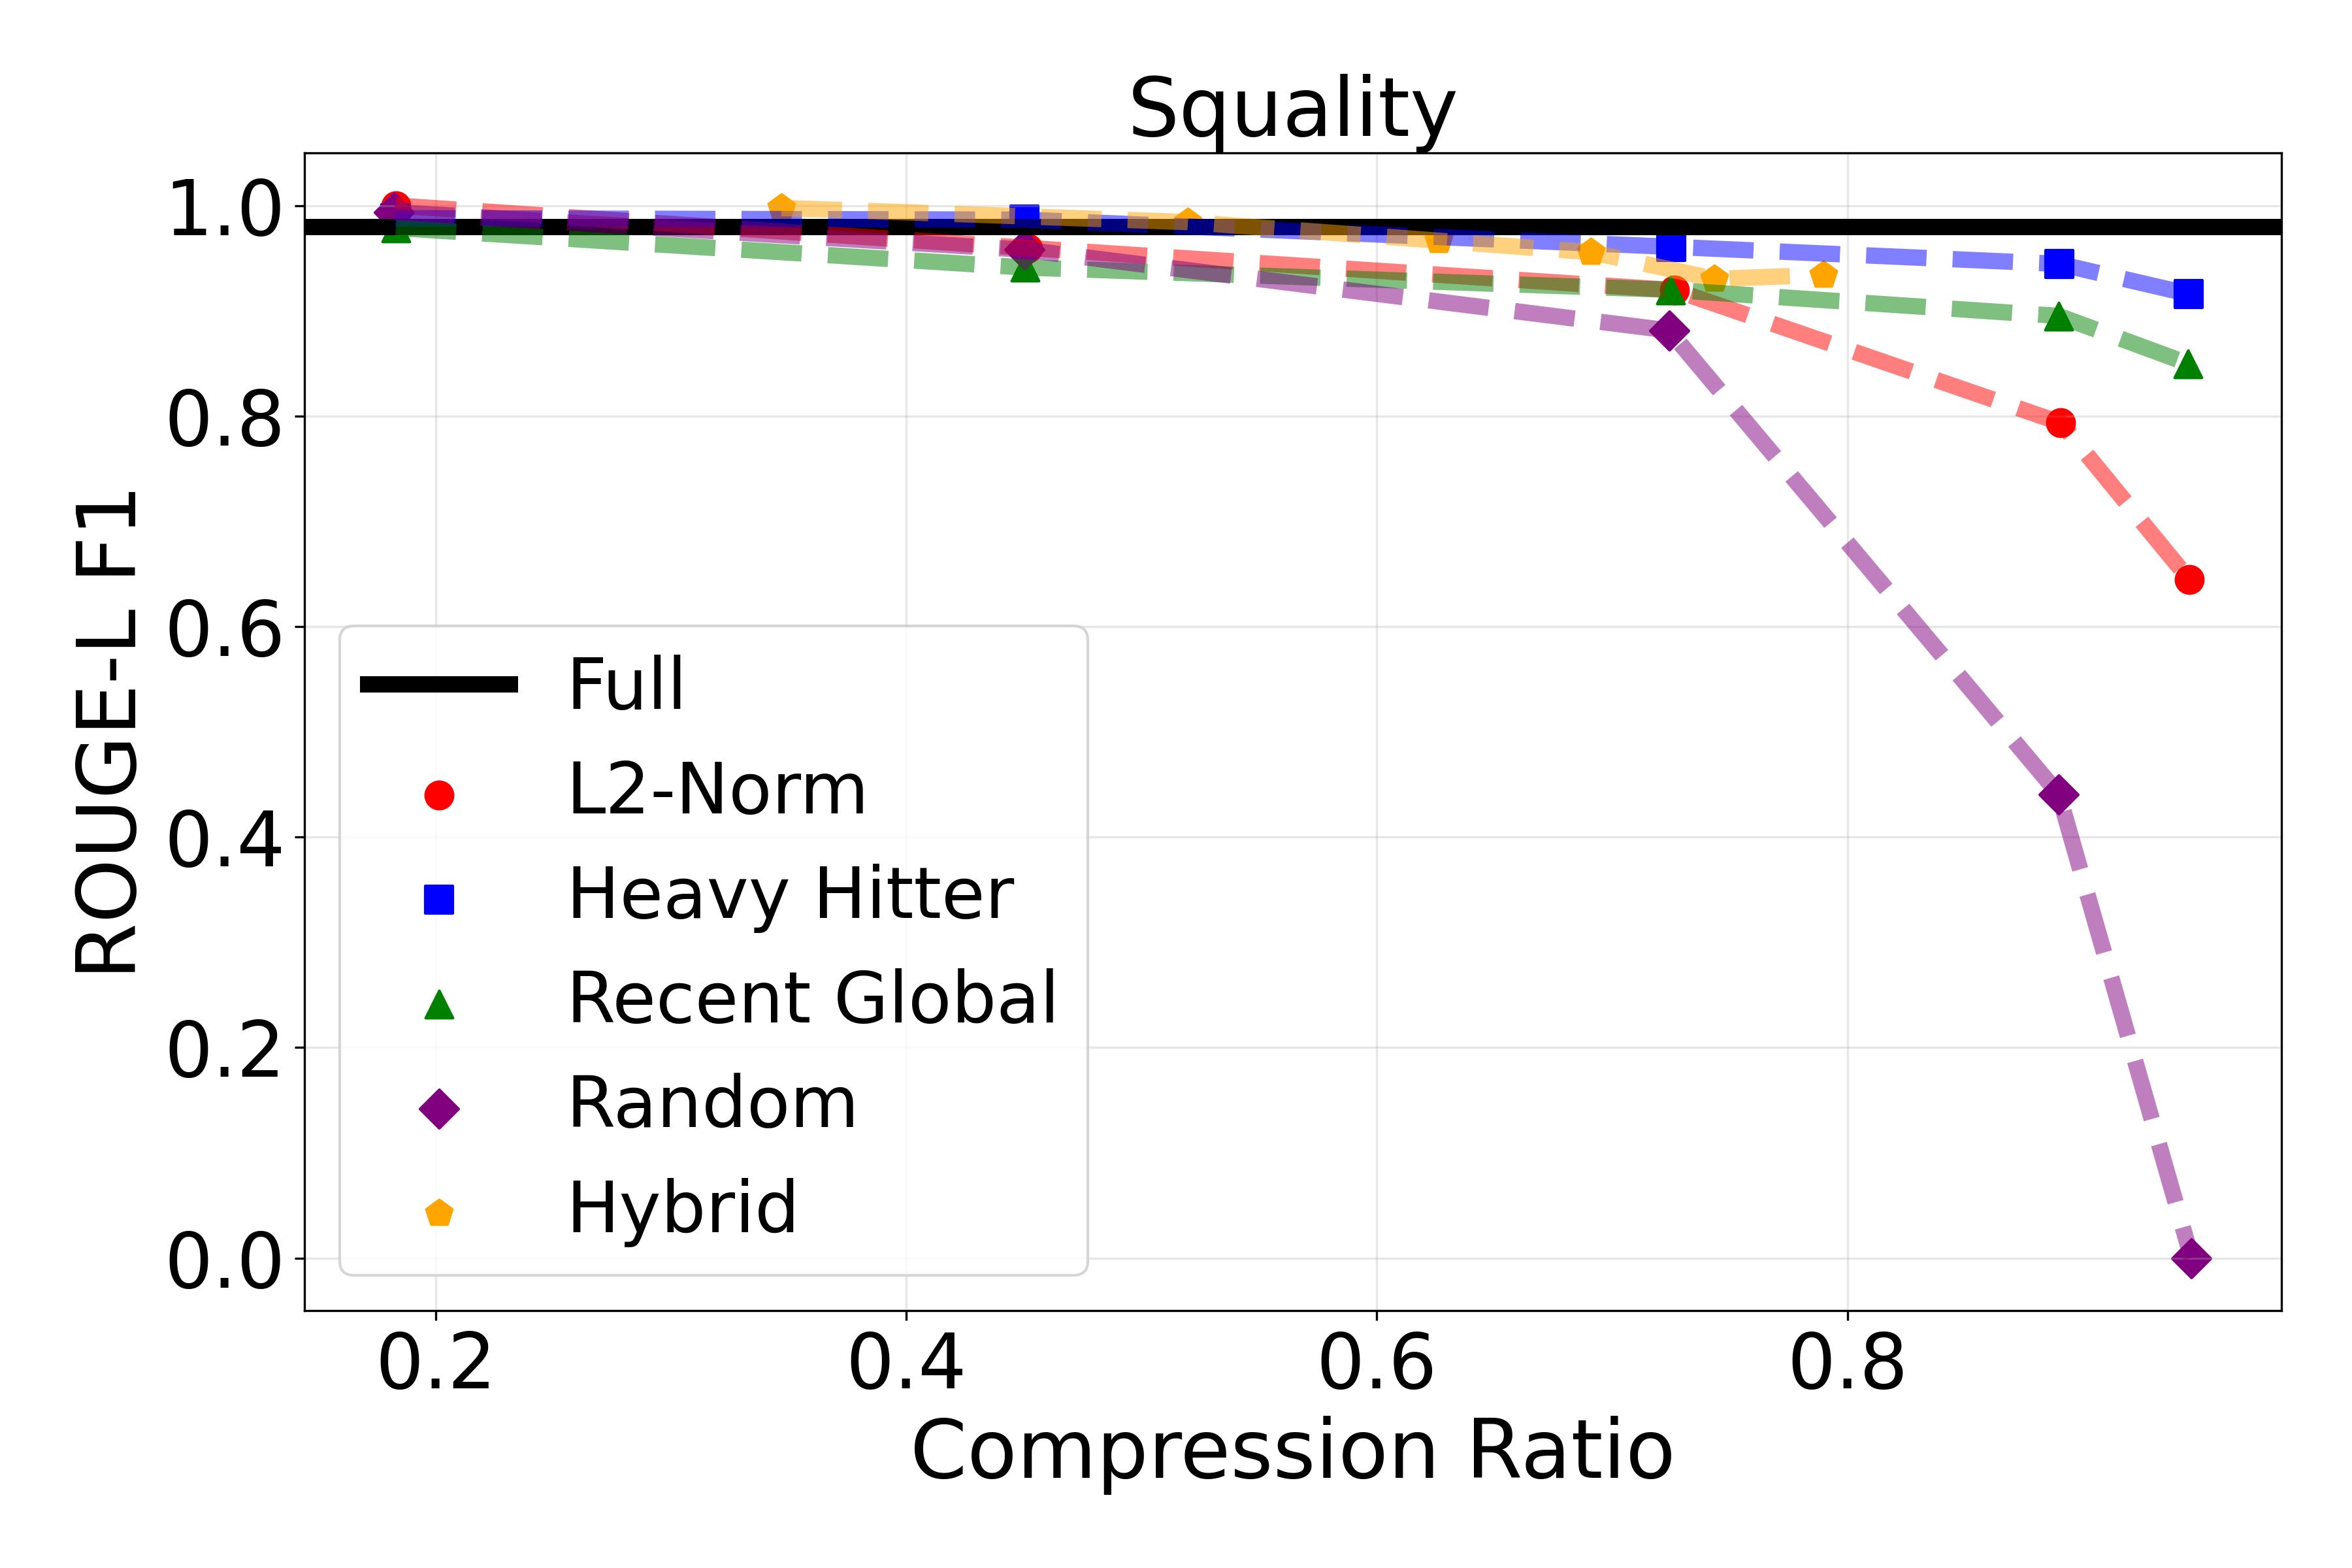 Squality
ROUGE-L F1
1.0
0.8
0.6
0.4
0.2
0.0
Full
L2-Norm
Heavy Hitter
Recent Global
Random
Hybrid
0.2 0.4 0.6 0.8
Compression Ratio